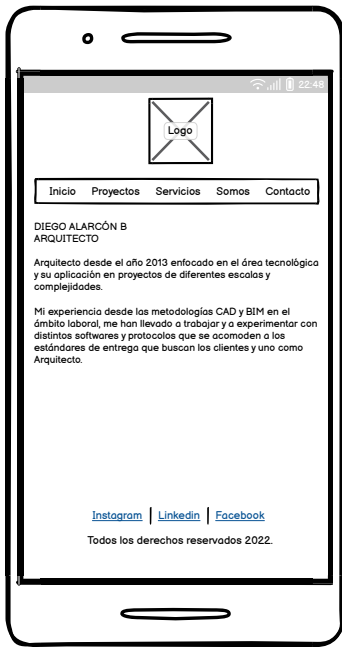 22:48
Logo
Inicio Proyectos Servicios Somos Contacto
DIEGO ALARCÓN B
ARQUITECTO
Arquitecto desde el año 2013 enfocado en el área tecnológica
y su aplicación en proyectos de diferentes escalas y
complejidades.
Mi experiencia desde las metodologías CAD y BIM en el
ámbito laboral, me han llevado a trabajar y a experimentar con
distintos softwares y protocolos que se acomoden a los
estándares de entrega que buscan los clientes y uno como
Arquitecto.
Instagram Linkedin Facebook
Todos los derechos reservados 2022.